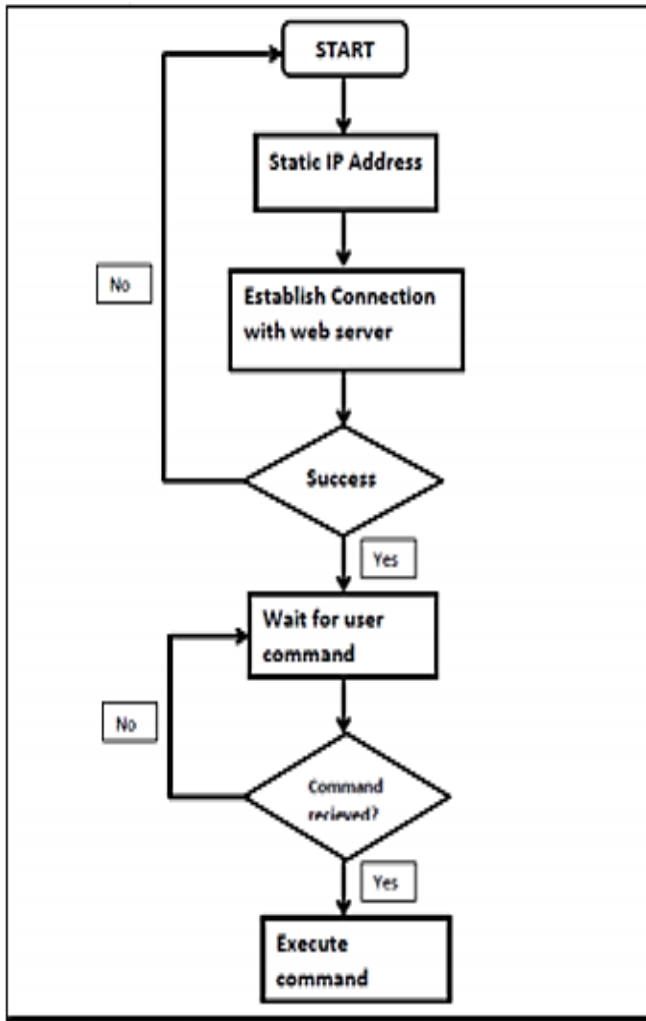 START
Static IP Address
Establish Connection
with web server
No
Success
Yes
Wait for user
command
No
Command
recieved?
Yes
Execute
command